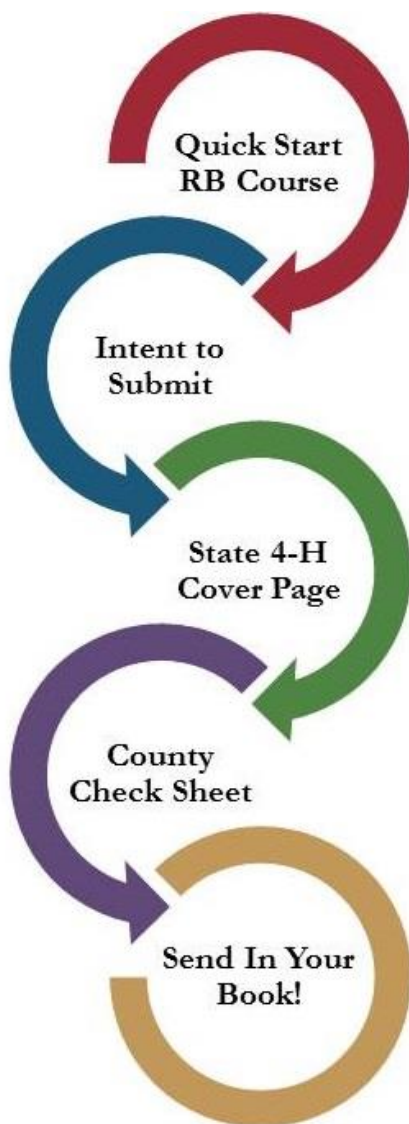 Quick Start
RB Course
Intent to
Submit
State 4-H
Cover Page
County
Check Sheet
Send In Your
Book!